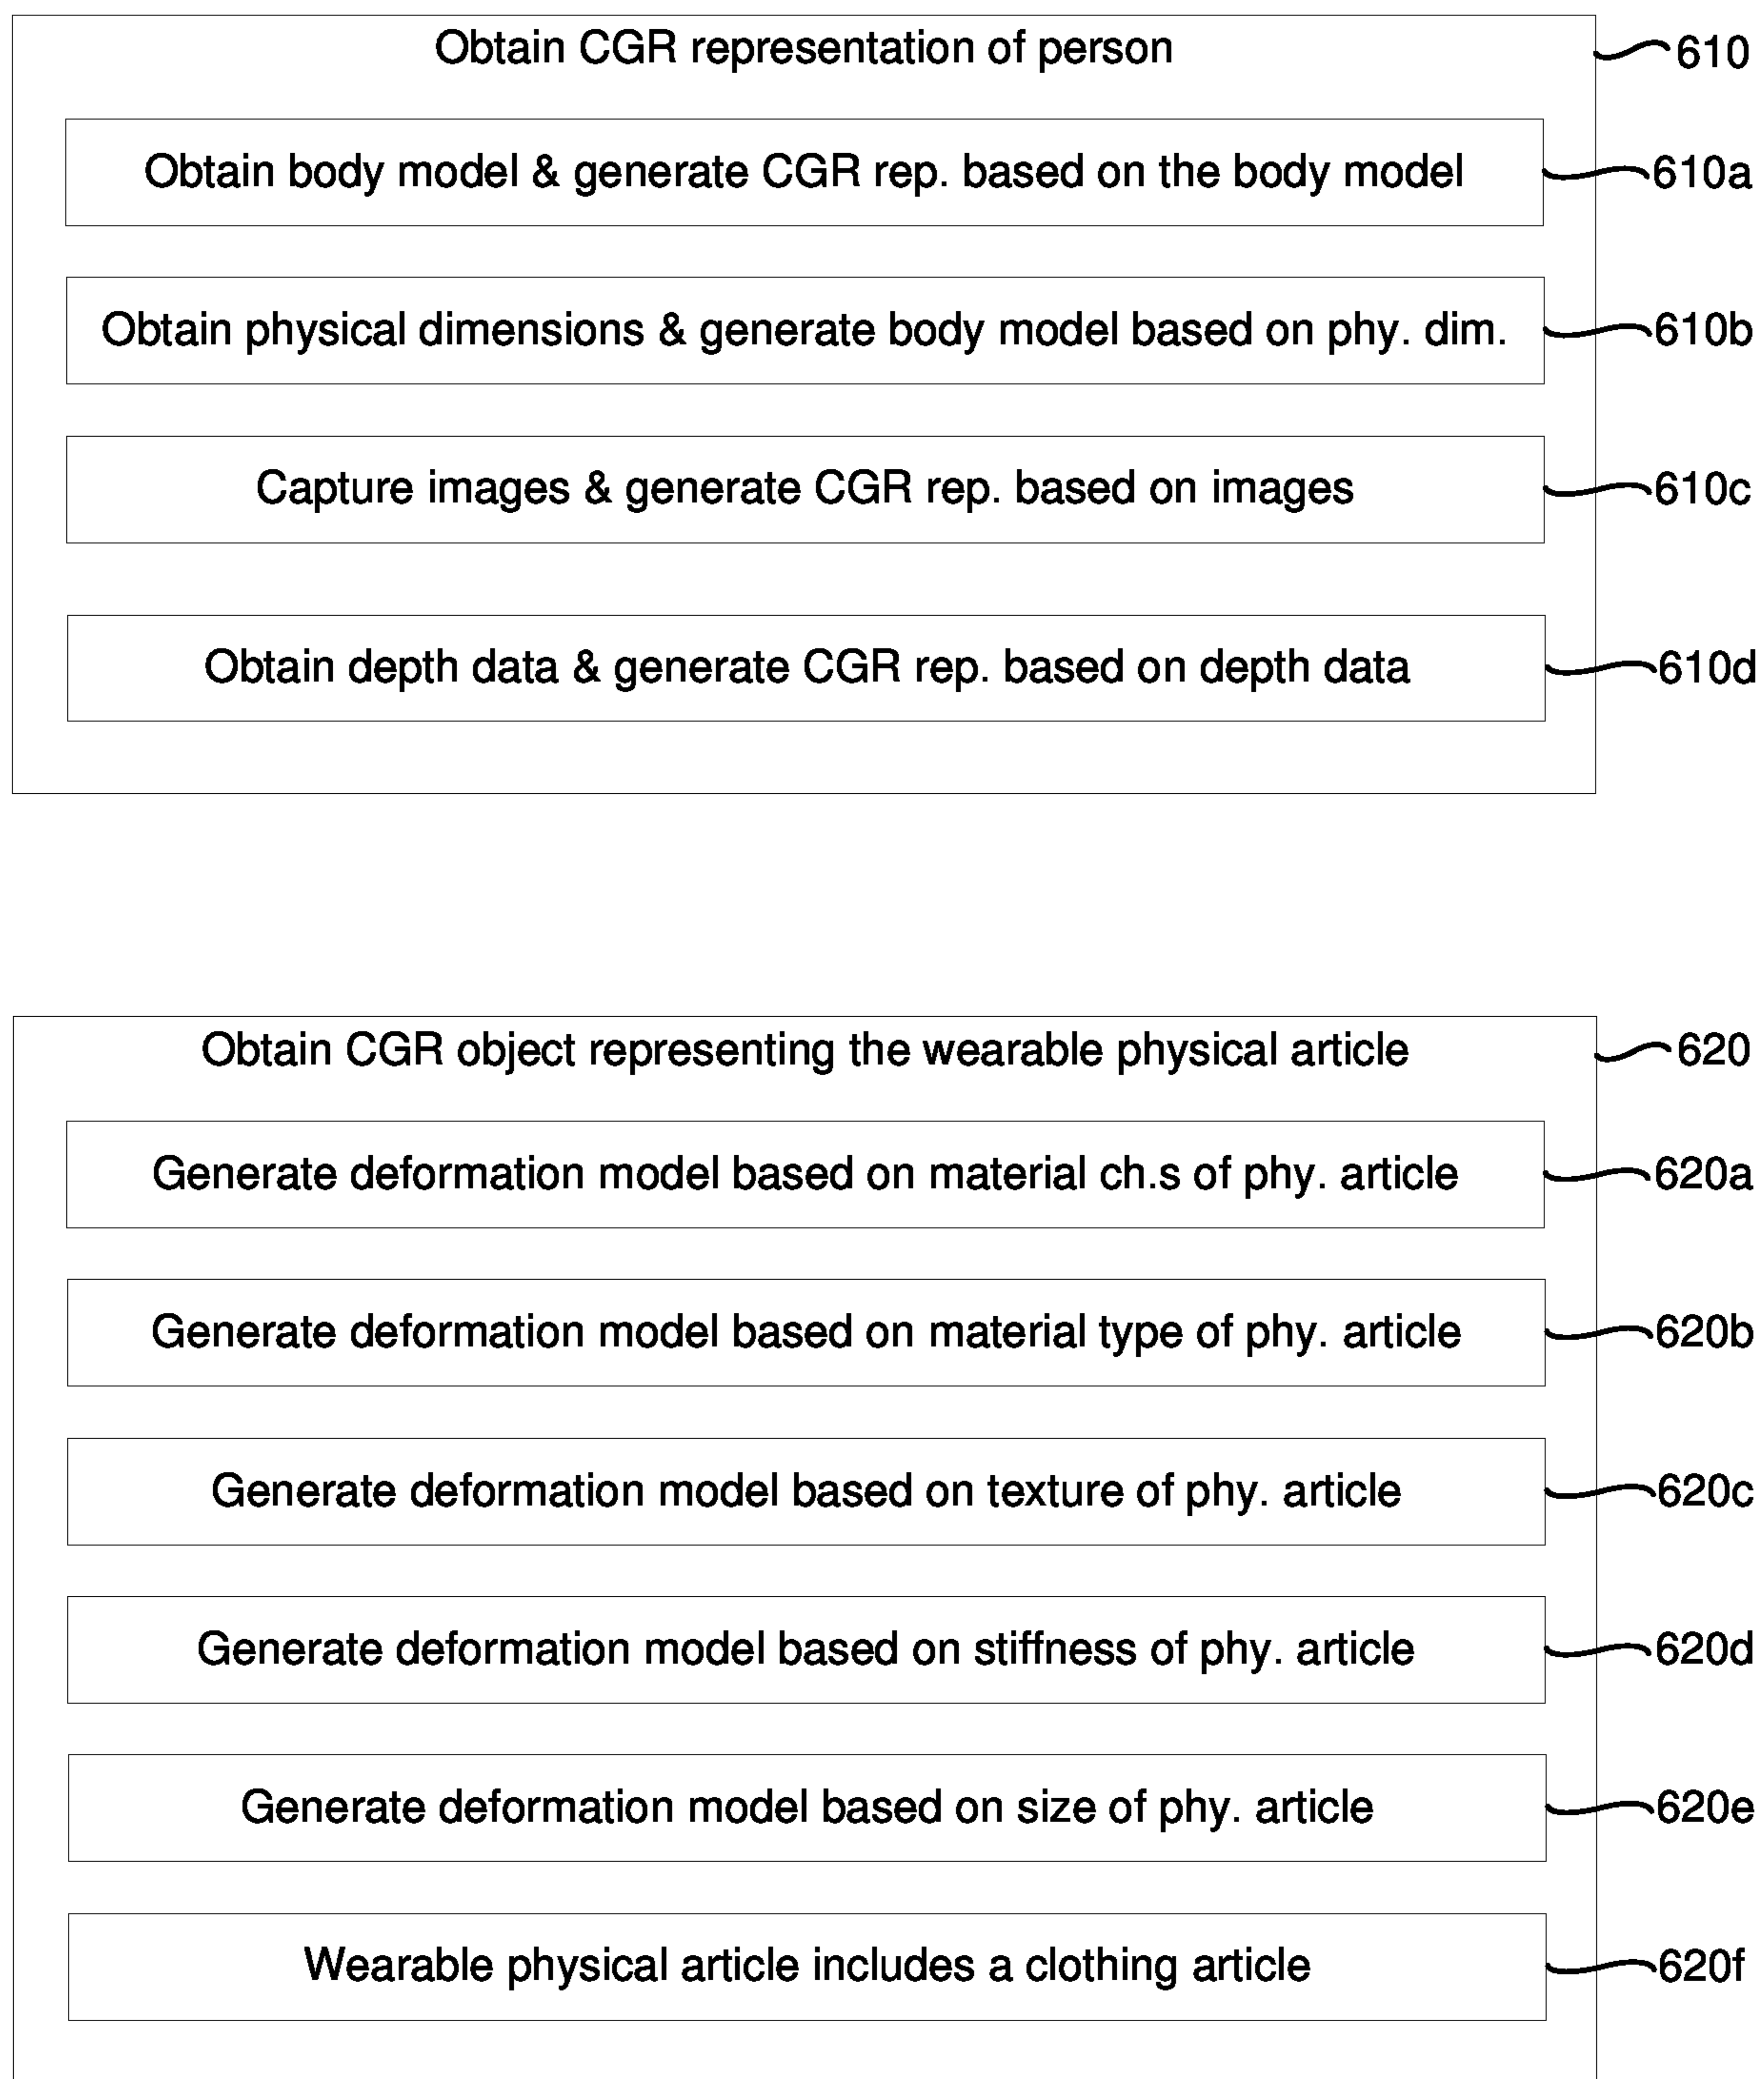 Obtain CGR representation of person 610
Obtain body model & generate CGR rep. based on the body model 610a
Obtain physical dimensions & generate body model based on phy. dim. 610b
Capture images & generate CGR rep. based on images 610c
Obtain depth data & generate CGR rep. based on depth data 610d
Obtain CGR object representing the wearable physical article 620
Generate deformation model based on material ch.s of phy. article 620a
Generate deformation model based on material type of phy. article 620b
Generate deformation model based on texture of phy. article 620c
Generate deformation model based on stiffness of phy. article 620d
Generate deformation model based on size of phy. article 620e
Wearable physical article includes a clothing article 620f